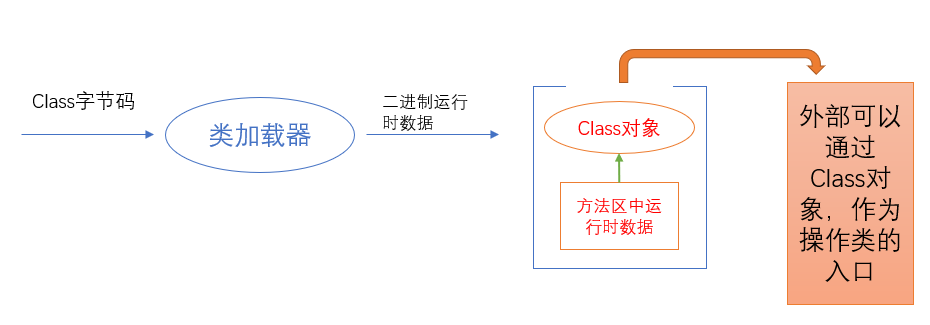 Class字节码
类加载器
二进制运行
时数据
Class对象
方法区中运
行时数据
外部可以
通过
Class对
象，作为
操作类的
入口